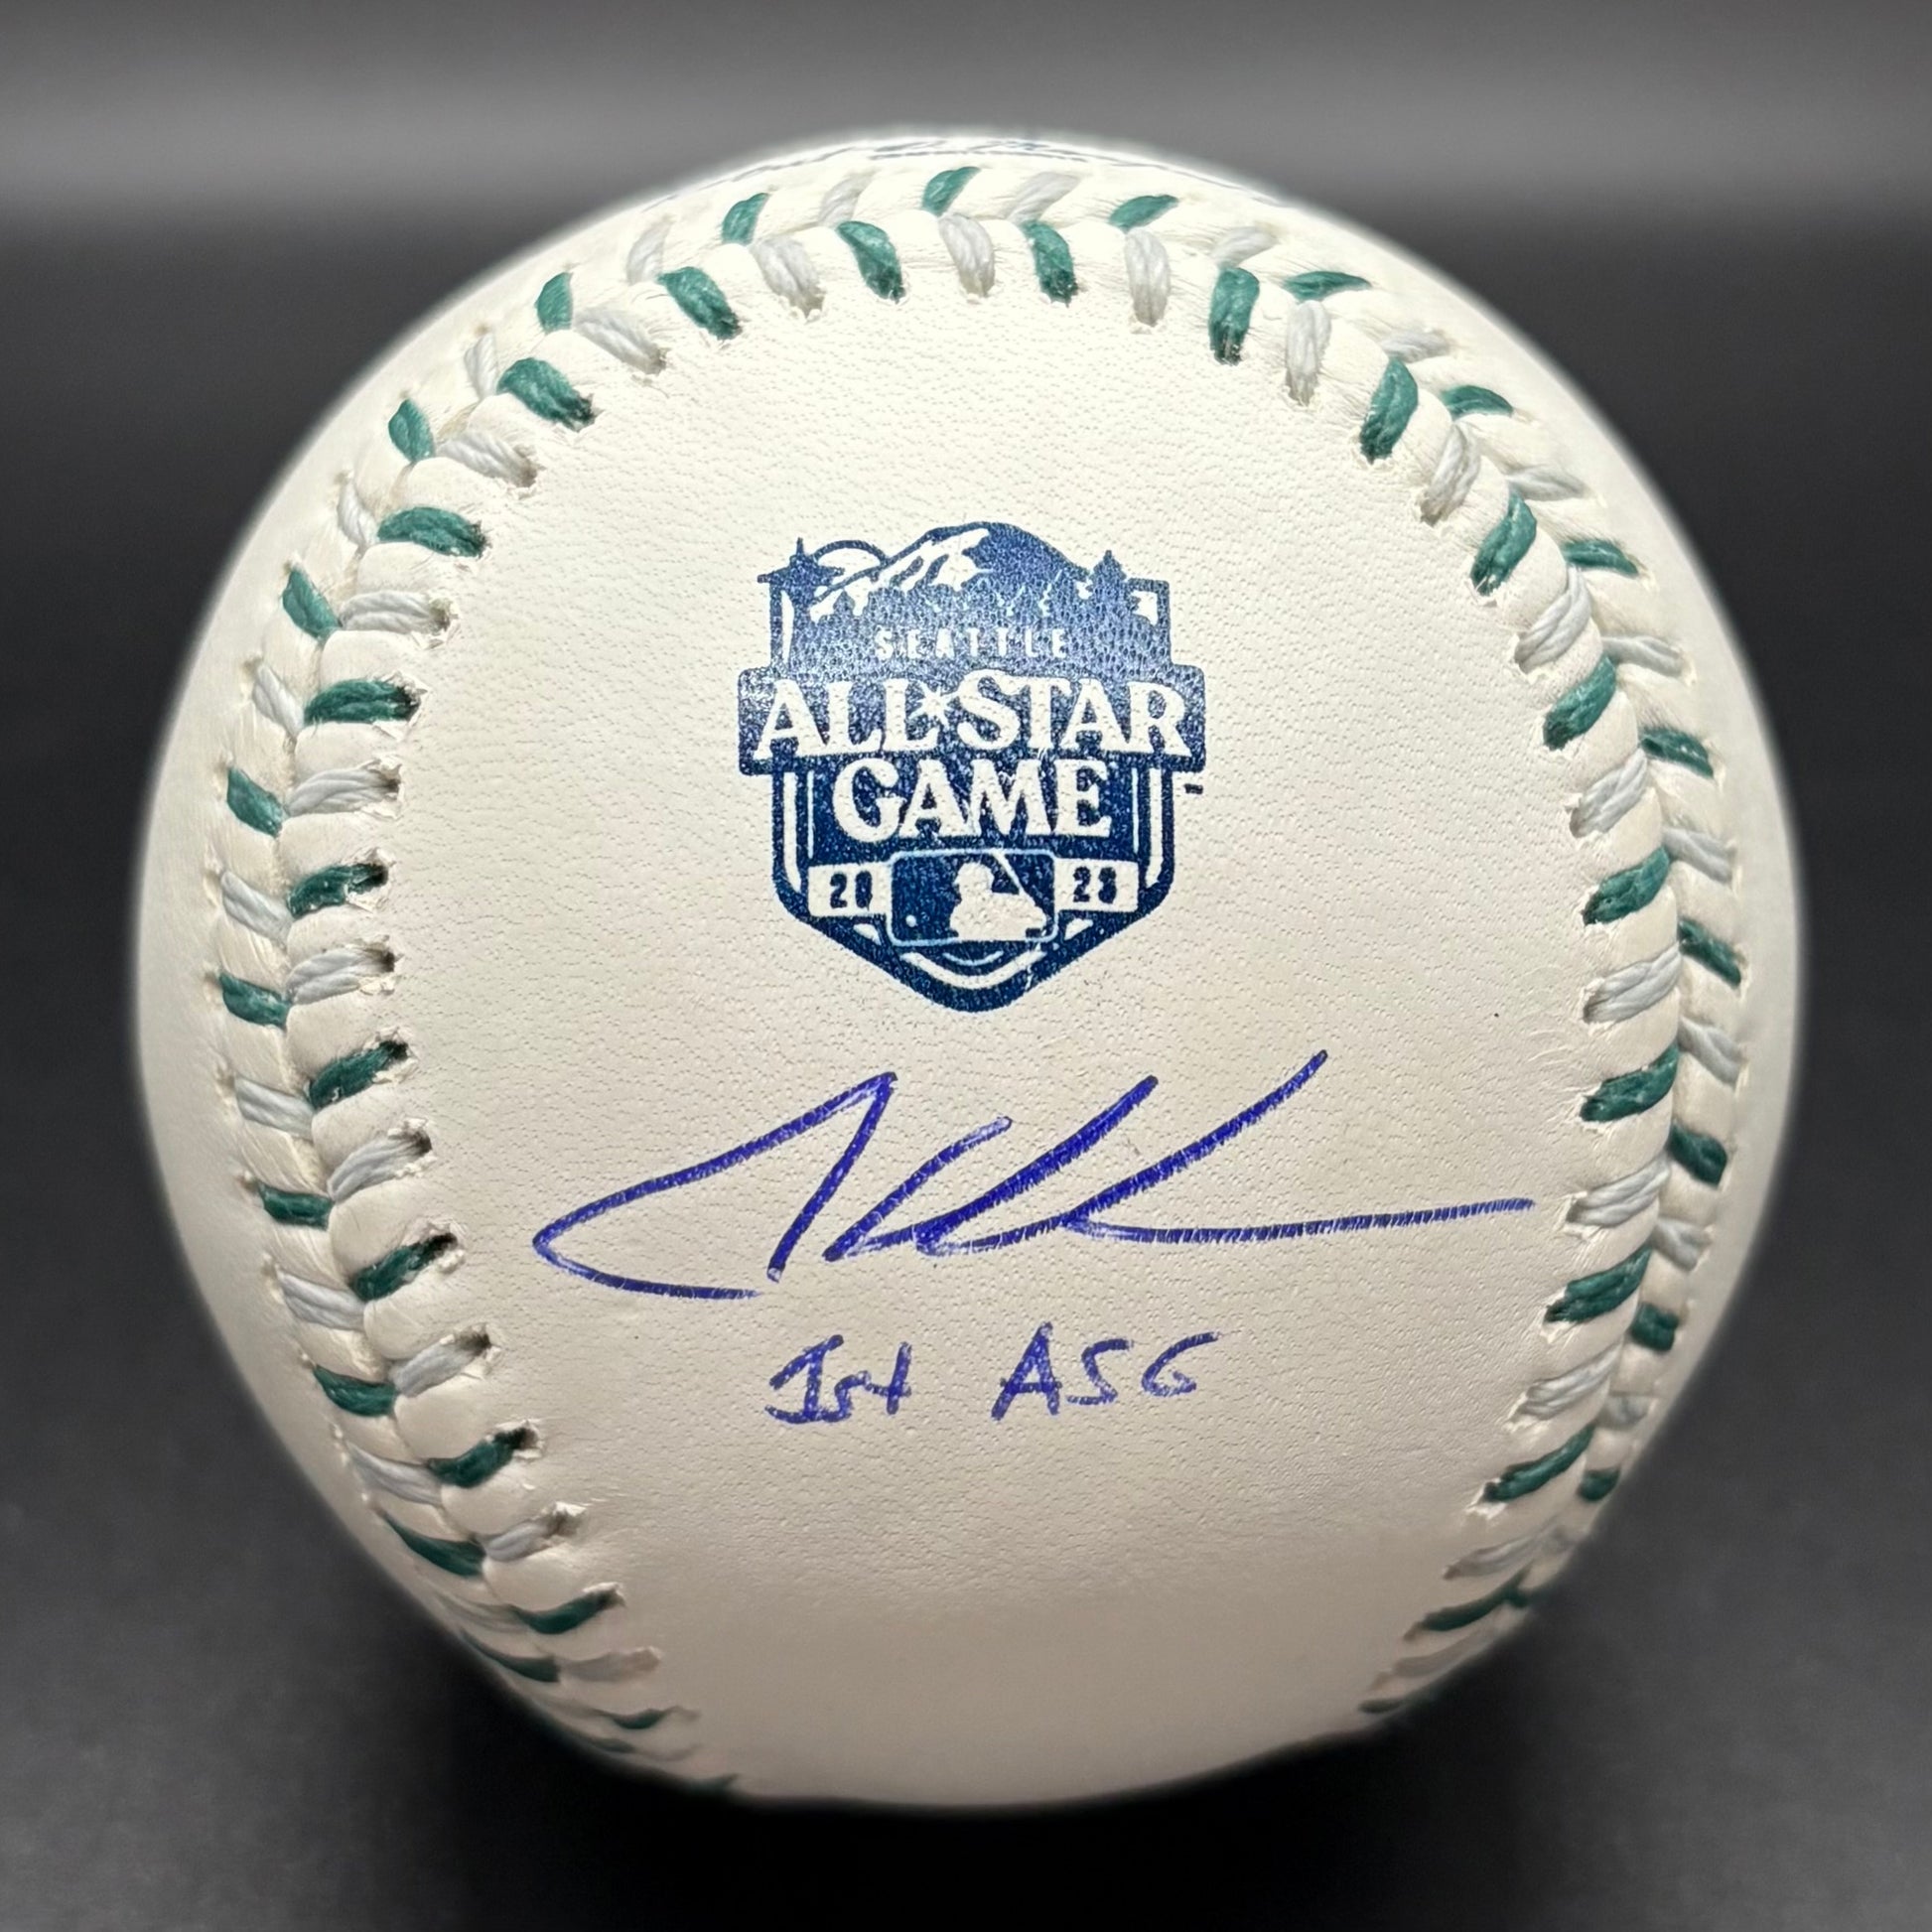 SEATTLE
ALL★STAR
GAME
20 23
1st ASG